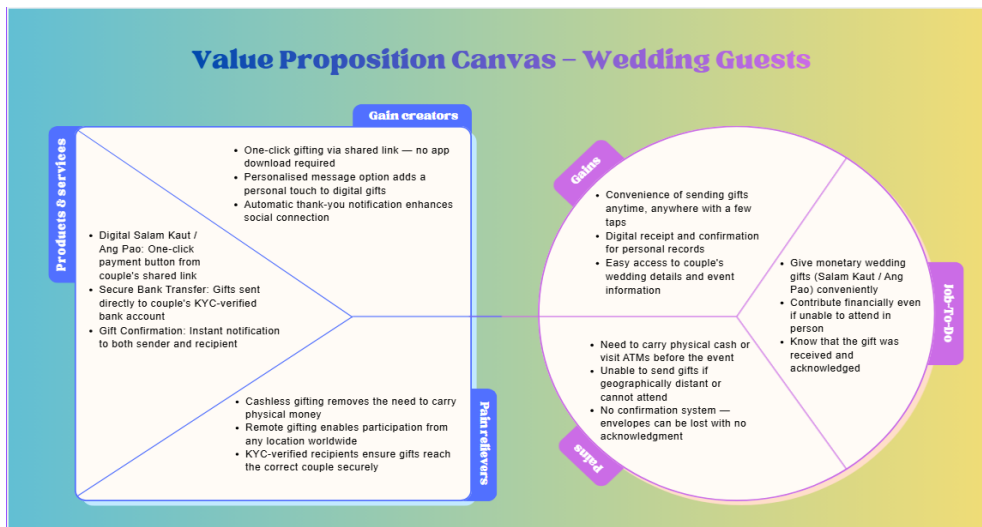 Value Proposition Canvas – Wedding Guests
Gain creators
• One-click gifting via shared link — no app
download required
• Personalised message option adds a
personal touch to digital gifts
• Automatic thank-you notification enhances
social connection
Products & services
• Digital Salam Kaut /
Ang Pao: One-click
payment button from
couple's shared link
• Secure Bank Transfer: Gifts sent
directly to couple's KYC-verified
bank account
• Gift Confirmation: Instant notification
to both sender and recipient
Pain relievers
• Cashless gifting removes the need to carry
physical money
• Remote gifting enables participation from
any location worldwide
• KYC-verified recipients ensure gifts reach
the correct couple securely
Gains
• Convenience of sending gifts
anytime, anywhere with a few
taps
• Digital receipt and confirmation
for personal records
• Easy access to couple's
wedding details and event
information
Job-To-Do
• Give monetary wedding
gifts (Salam Kaut / Ang
Pao) conveniently
• Contribute financially even
if unable to attend in
person
• Know that the gift was
received and
acknowledged
Pains
• Need to carry physical cash or
visit ATMs before the event
• Unable to send gifts if
geographically distant or
cannot attend
• No confirmation system —
envelopes can be lost with no
acknowledgment